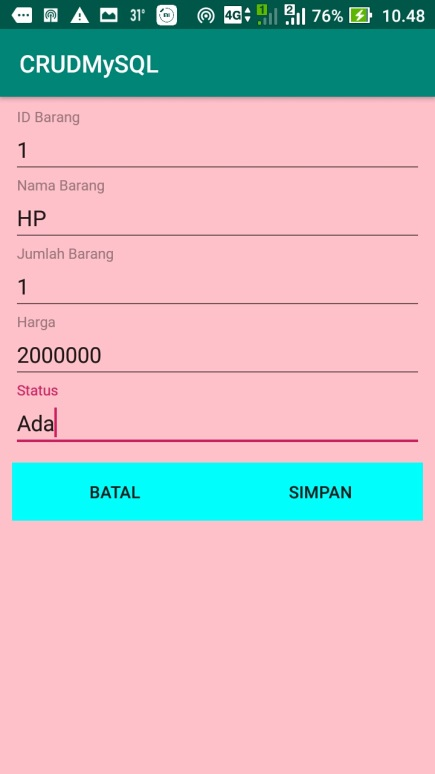 31° 4G 1 2 76% 10.48
CRUDMySQL
ID Barang
1
Nama Barang
HP
Jumlah Barang
1
Harga
2000000
Status
Ada
BATAL SIMPAN